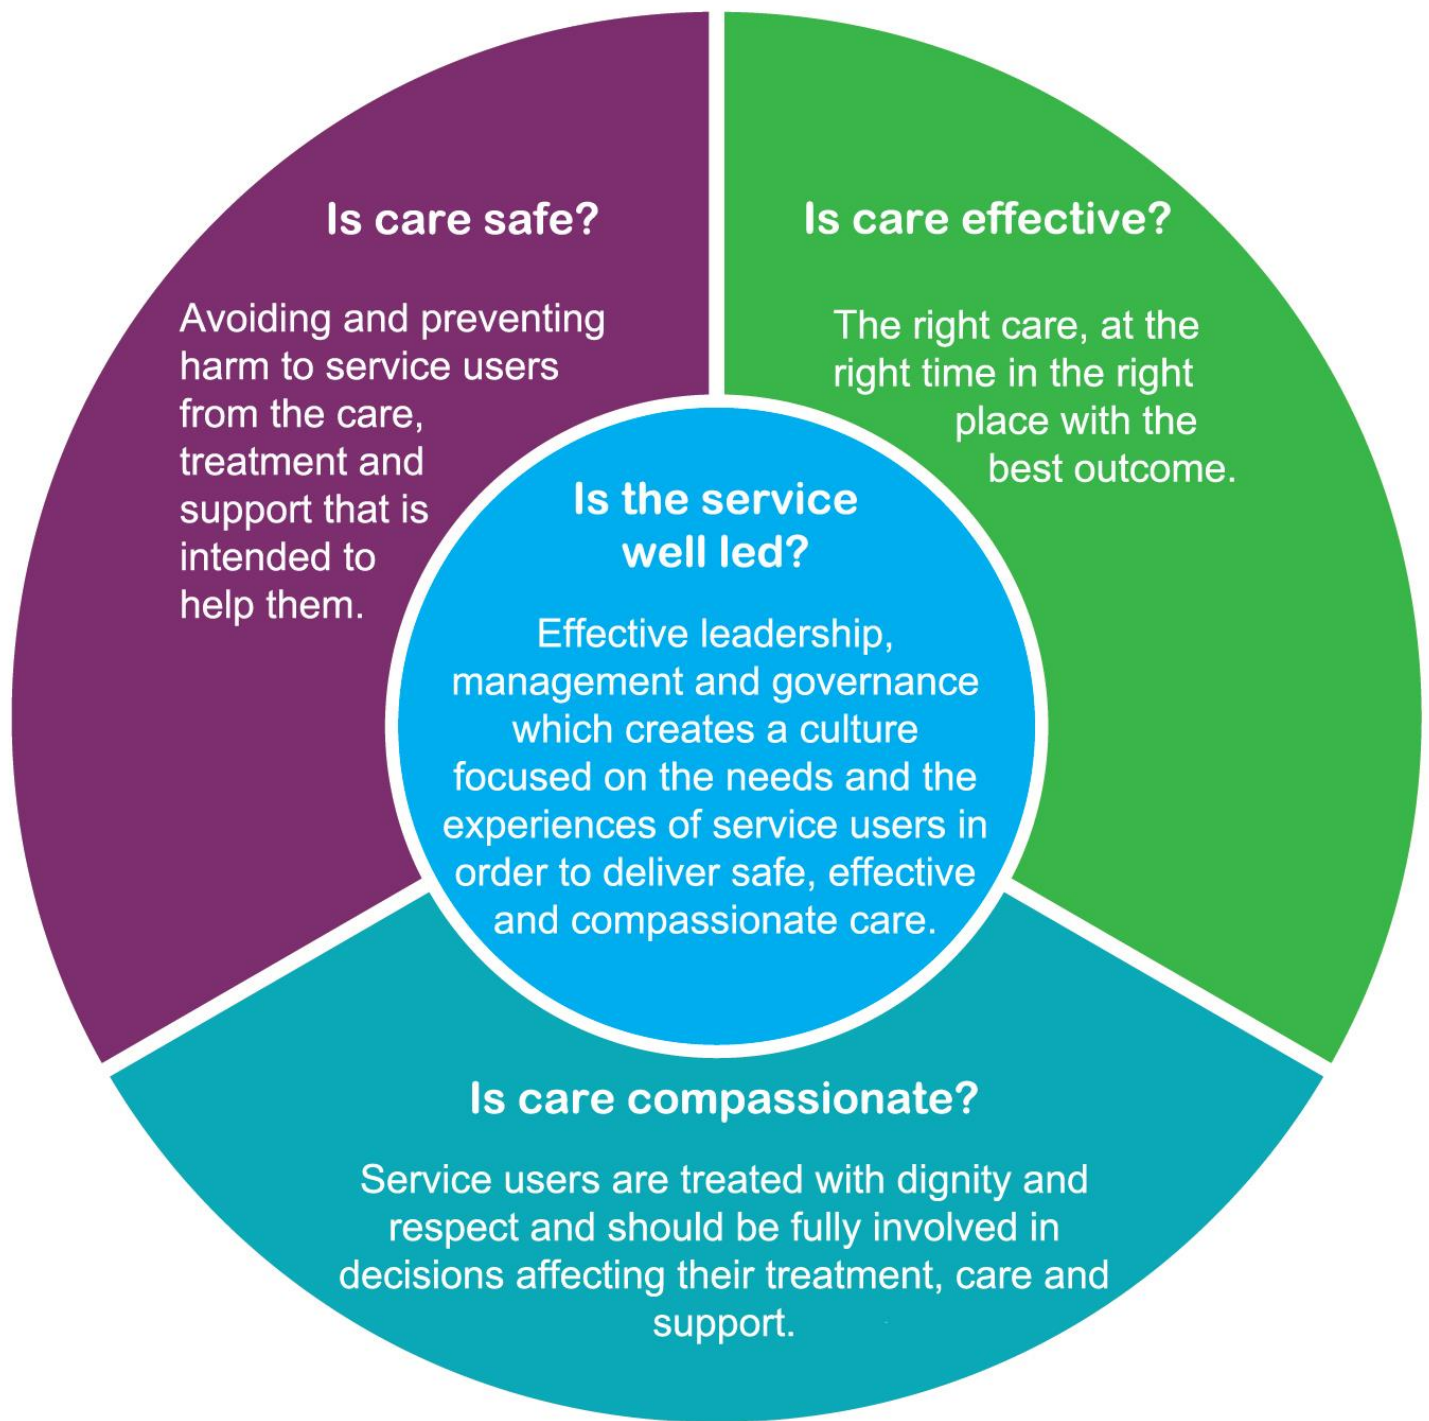 Is care safe?
Avoiding and preventing
harm to service users
from the care,
treatment and
support that is
intended to
help them.
Is care effective?
The right care, at the
right time in the right
place with the
best outcome.
Is the service
well led?
Effective leadership,
management and governance
which creates a culture
focused on the needs and the
experiences of service users in
order to deliver safe, effective
and compassionate care.
Is care compassionate?
Service users are treated with dignity and
respect and should be fully involved in
decisions affecting their treatment, care and
support.